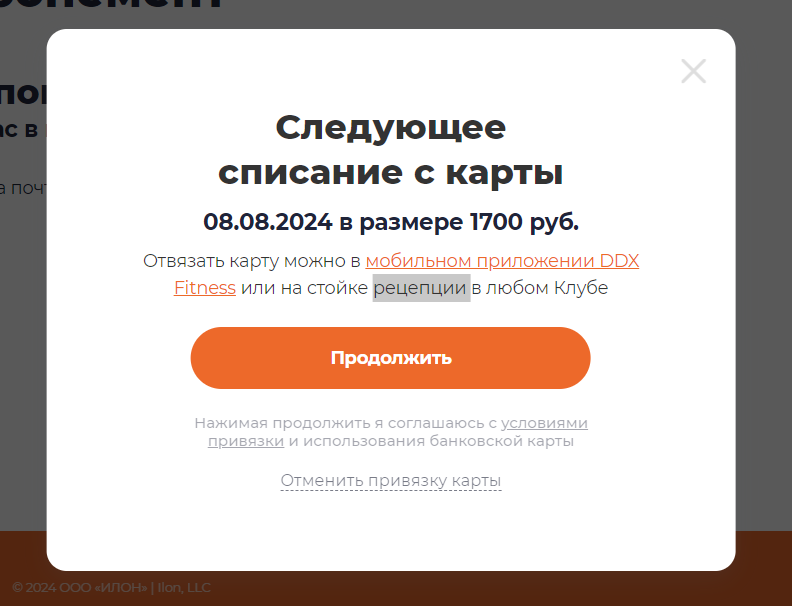 Следующее
списание с карты
08.08.2024 в размере 1700 руб.
Отвязать карту можно в мобильном приложении DDX
Fitness или на стойке рецепции в любом Клубе
Продолжить
Нажимая продолжить я соглашаюсь с условиями
привязки и использования банковской карты
Отменить привязку карты
© 2024 ООО «ИЛОН» | Ilon, LLC